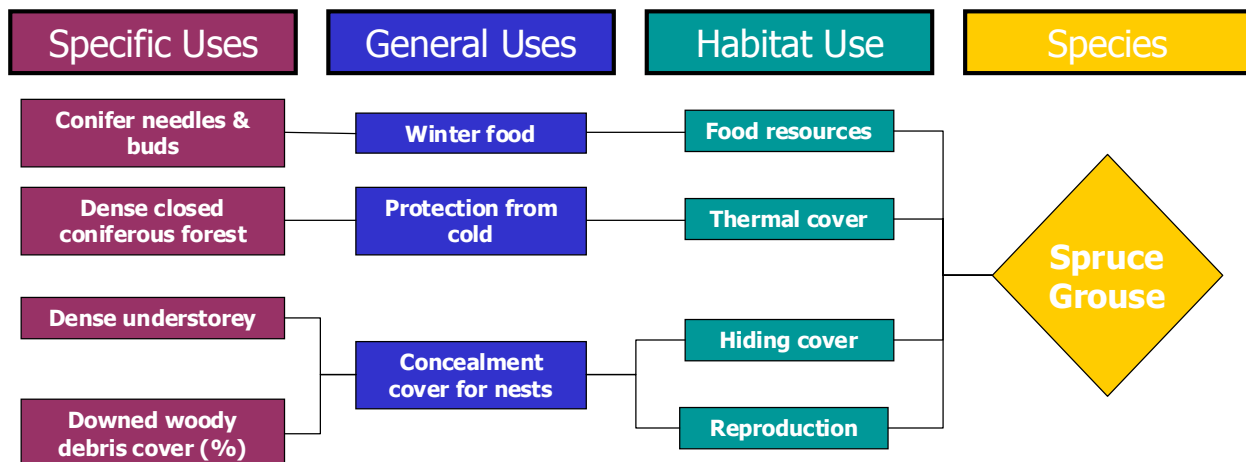 Specific Uses
General Uses
Habitat Use
Species
Conifer needles &
buds
Winter food
Food resources
Dense closed
coniferous forest
Protection from
cold
Thermal cover
Spruce
Grouse
Dense understorey
Concealment
cover for nests
Hiding cover
Downed woody
debris cover (%)
Reproduction